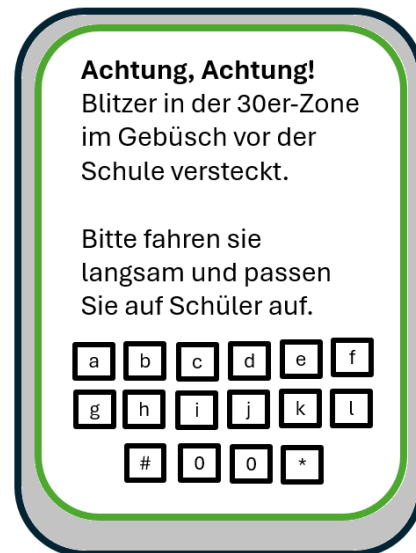 Achtung, Achtung!
Blitzer in der 30er-Zone
im Gebüsch vor der
Schule versteckt.
Bitte fahren sie
langsam und passen
Sie auf Schüler auf.
a b c d e f
g h i j k l
# 0 0 *